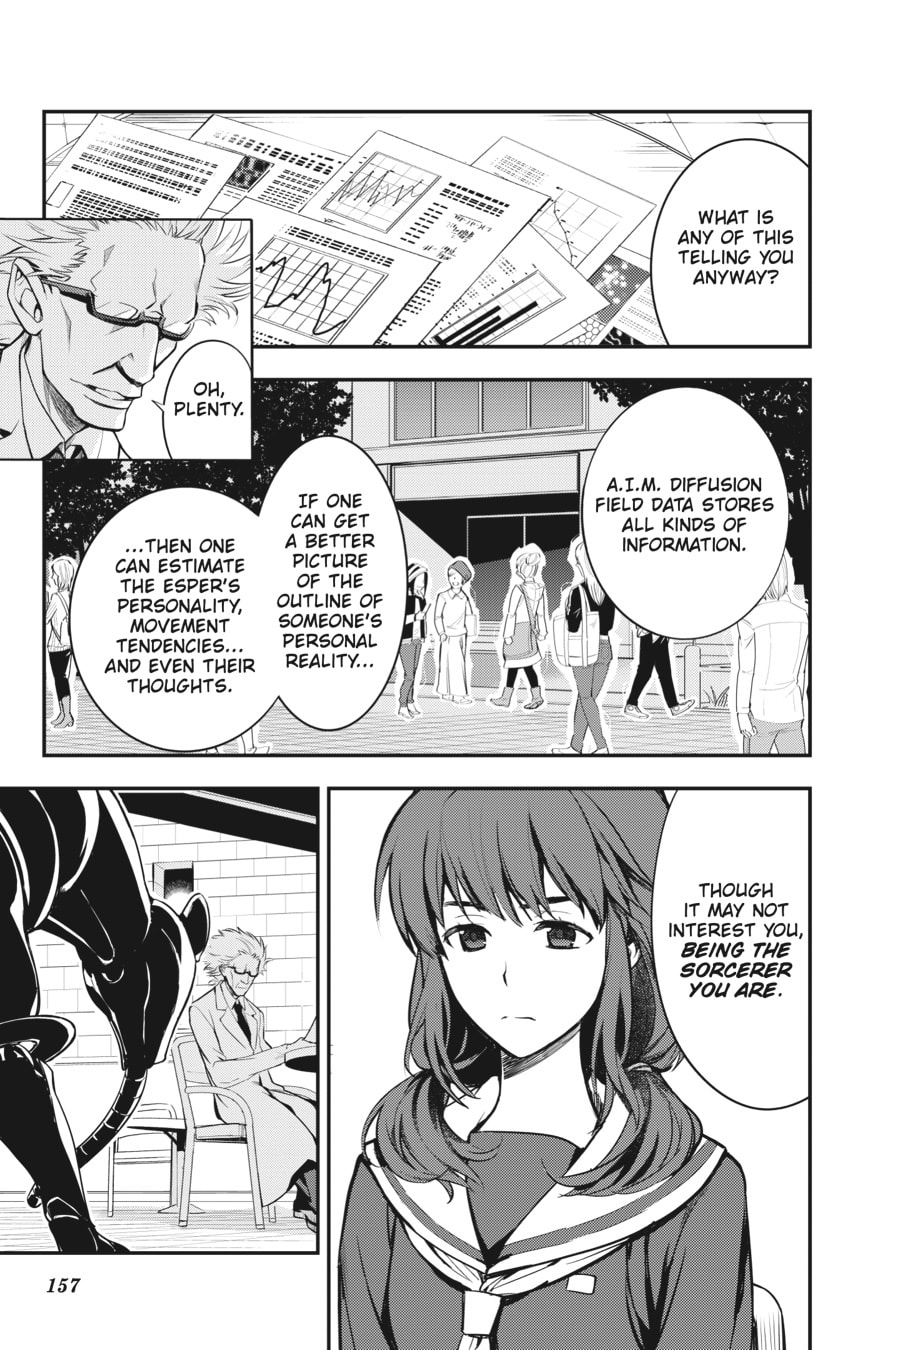 WHAT IS
ANY OF THIS
TELLING YOU
ANYWAY?
OH,
PLENTY.
A.I.M. DIFFUSION
FIELD DATA STORES
ALL KINDS OF
INFORMATION.
IF ONE
CAN GET
A BETTER
PICTURE
OF THE
OUTLINE OF
SOMEONE'S
PERSONAL
REALITY...
...THEN ONE
CAN ESTIMATE
THE ESPER'S
PERSONALITY,
MOVEMENT
TENDENCIES...
...AND EVEN THEIR
THOUGHTS.
THOUGH
IT MAY NOT
INTEREST YOU,
BEING THE
SORCERER
YOU ARE.
157